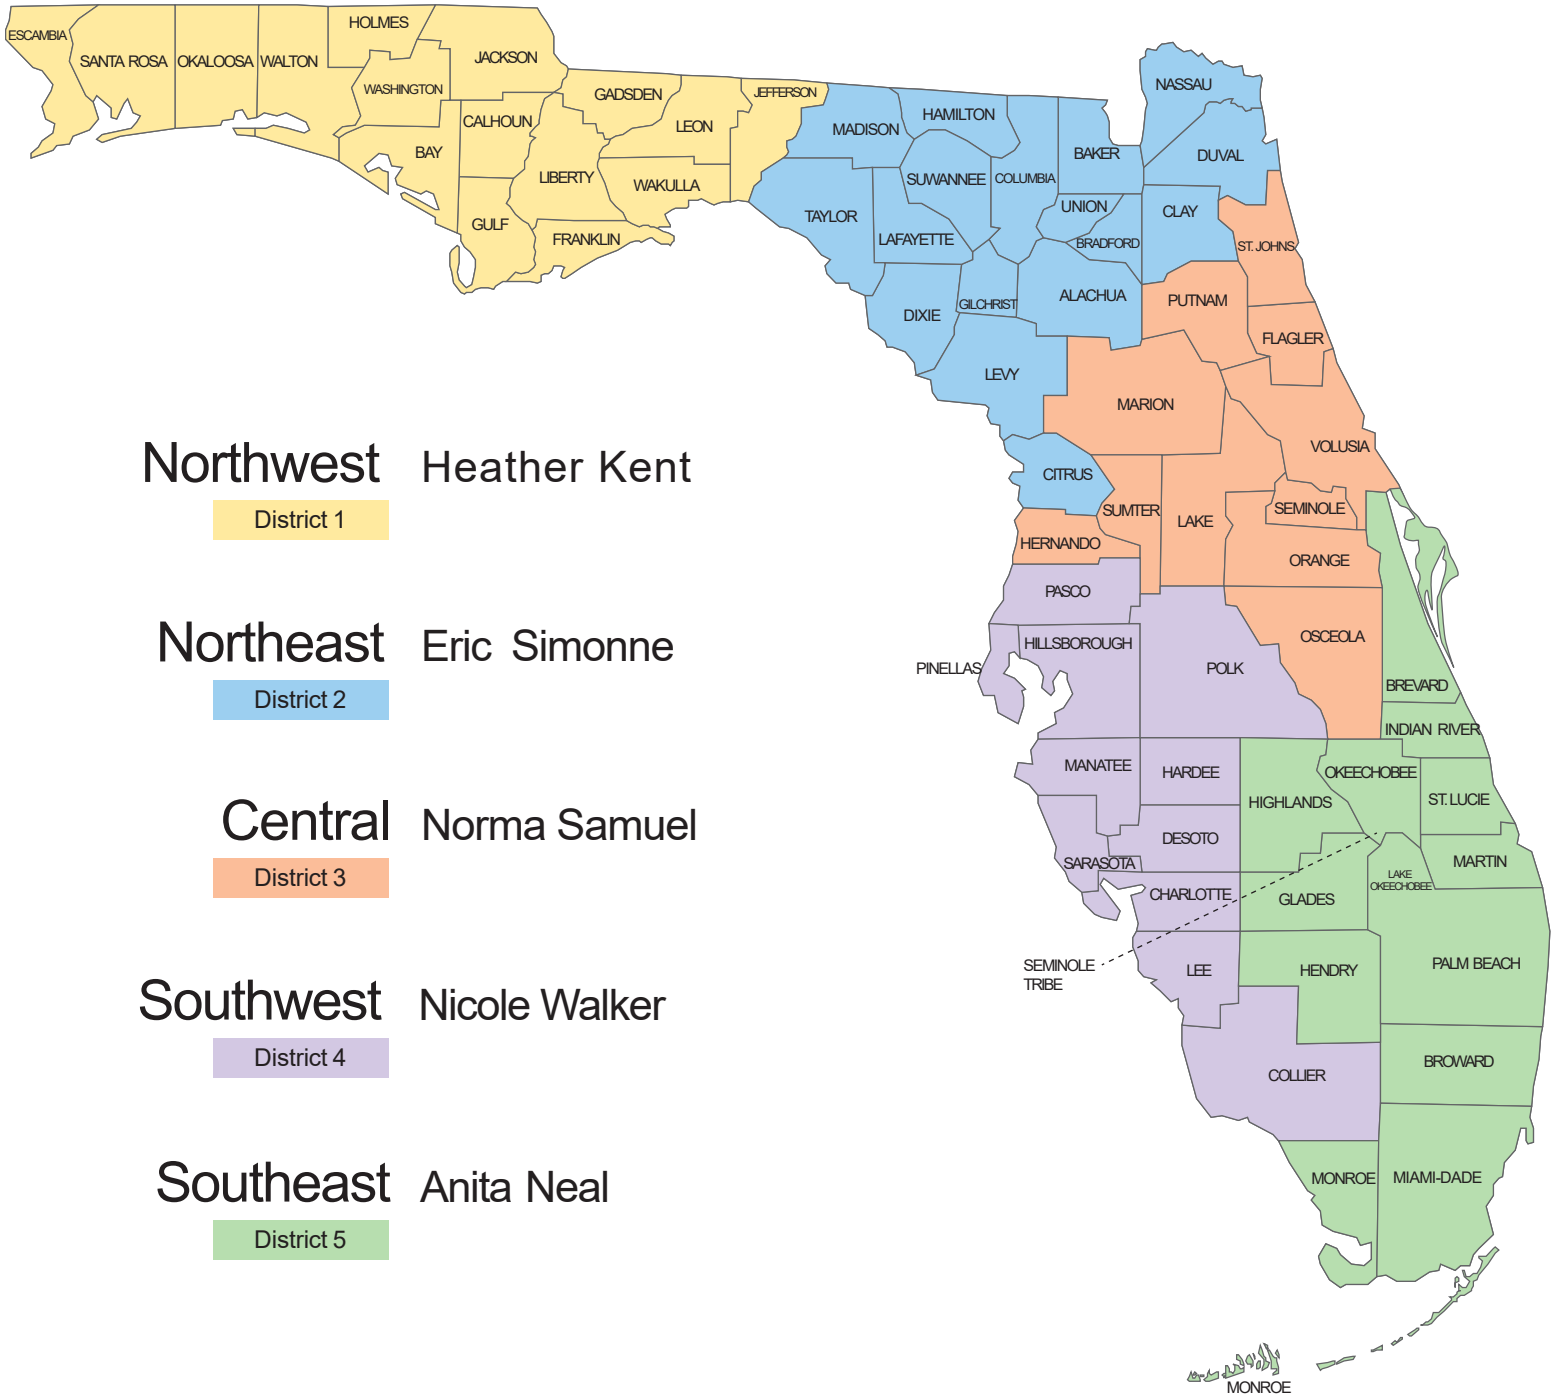 HOLMES
ESCAMBIA
SANTA ROSA
OKALOOSA
WALTON
JACKSON
WASHINGTON
GADSDEN
JEFFERSON
CALHOUN
LEON
BAY
LIBERTY
WAKULLA
GULF
FRANKLIN
NASSAU
HAMILTON
MADISON
BAKER
DUVAL
SUWANNEE
COLUMBIA
TAYLOR
UNION
CLAY
LAFAYETTE
BRADFORD
ST. JOHNS
ALACHUA
PUTNAM
GILCHRIST
DIXIE
FLAGLER
LEVY
MARION
VOLUSIA
CITRUS
SUMTER
LAKE
SEMINOLE
HERNANDO
ORANGE
PASCO
OSCEOLA
HILLSBOROUGH
PINELLAS
POLK
BREVARD
INDIAN RIVER
MANATEE
HARDEE
OKEECHOBEE
HIGHLANDS
ST. LUCIE
DESOTO
SARASOTA
MARTIN
LAKE
OKEECHOBEE
CHARLOTTE
GLADES
SEMINOLE
TRIBE
LEE
HENDRY
PALM BEACH
COLLIER
BROWARD
MONROE
MIAMI-DADE
MONROE
Northwest Heather Kent
District 1
Northeast Eric Simonne
District 2
Central Norma Samuel
District 3
Southwest Nicole Walker
District 4
Southeast Anita Neal
District 5